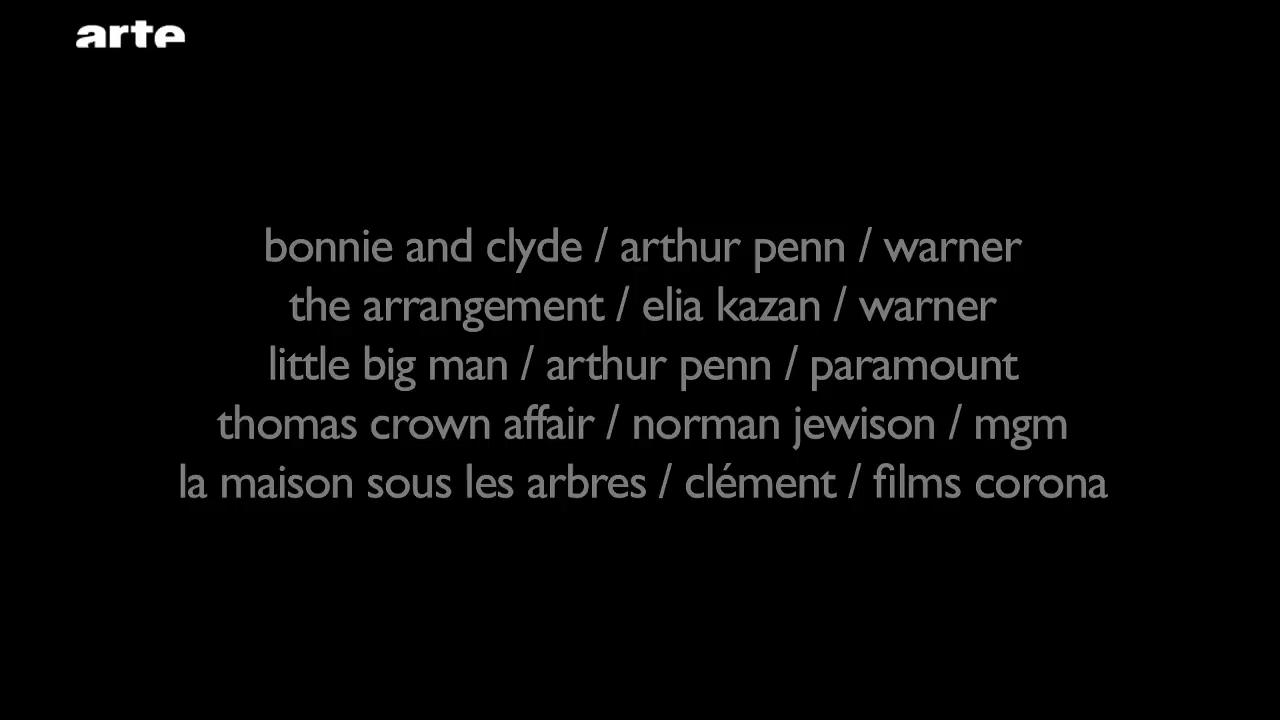 arte
bonnie and clyde / arthur penn / warner
the arrangement / elia kazan / warner
little big man / arthur penn / paramount
thomas crown affair / norman jewison / mgm
la maison sous les arbres / clément / films corona